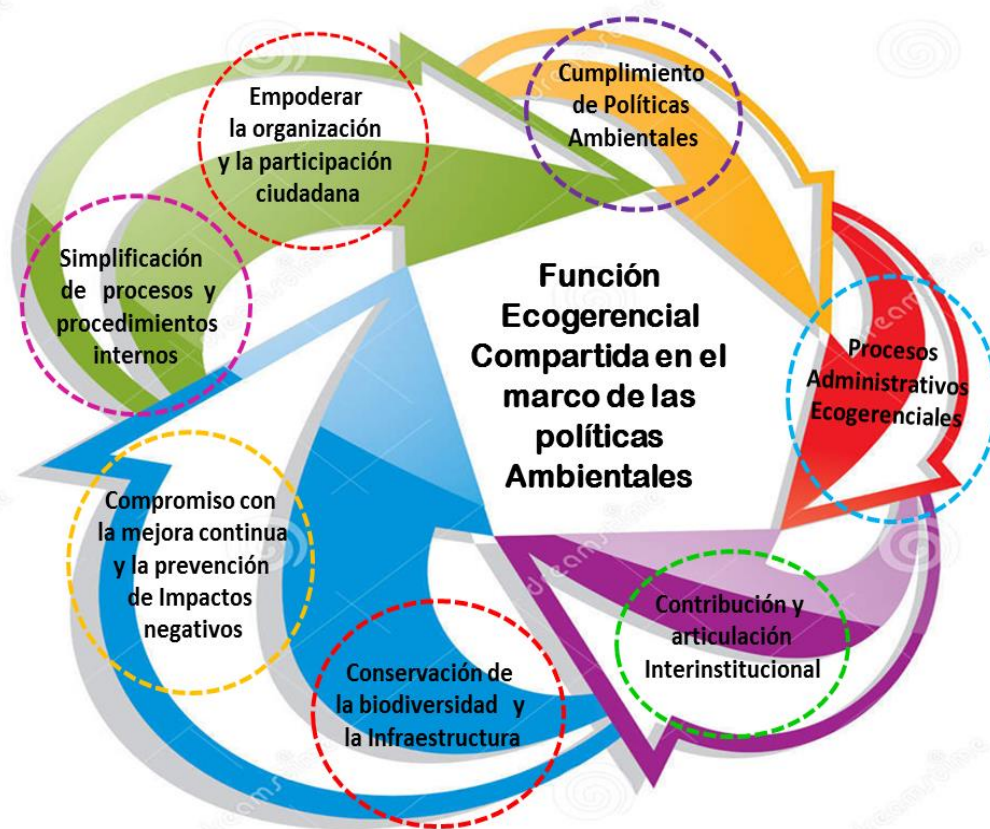 Cumplimiento
de Políticas
Ambientales
Empoderar
la organización
y la participación
ciudadana
Simplificación
de procesos y
procedimientos
internos
Función
Ecogerencial
Compartida en el
marco de las
políticas
Ambientales
Procesos
Administrativos
Ecogerenciales
Compromiso con
la mejora continua
y la prevención
de Impactos
negativos
Contribución y
articulación
Interinstitucional
Conservación de
la biodiversidad y
la Infraestructura
dreamstime